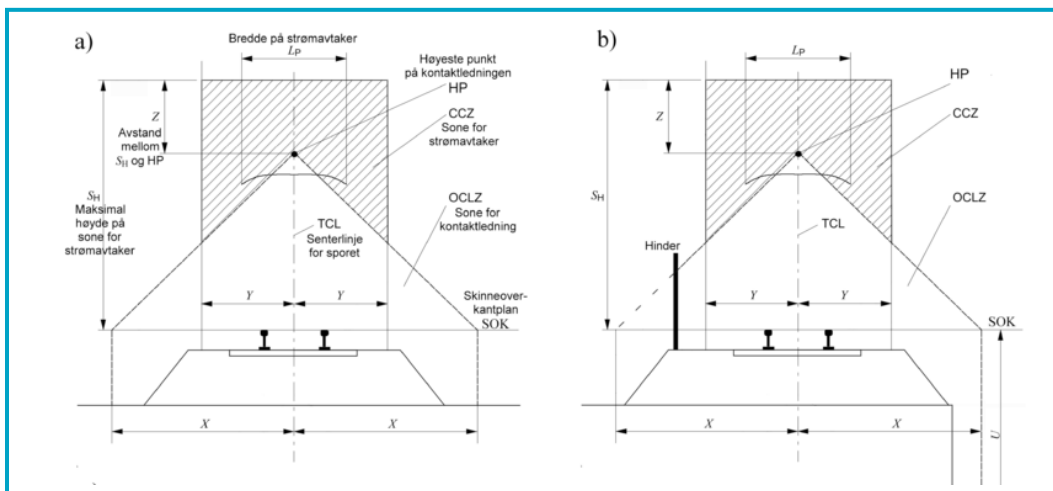 a)
Bredde på strømavtaker
LP
Høyeste punkt
på kontaktledningen
HP
Z
CCZ
Sone for
strømavtaker
Avstand
mellom
SH og HP
SH
Maksimal
høyde på
sone for
strømavtaker
OCLZ
Sone for
kontaktledning
TCL
Senterlinje
for sporet
Y
Y
Skinneover-
kantplan
SOK
X
X
b)
LP
HP
Z
CCZ
SH
OCLZ
TCL
Hinder
Y
Y
SOK
X
X
U